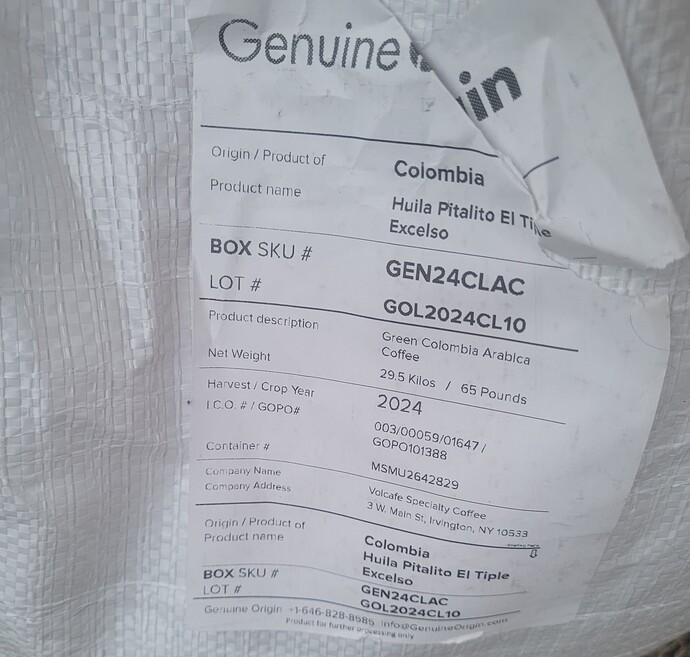 Genuine
in
Origin / Product of Colombia
Product name Huila Pitalito El Tiple
Excelso
BOX SKU # GEN24CLAC
LOT # GOL2024CL10
Product description Green Colombia Arabica
Coffee
Net Weight 29.5 Kilos / 65 Pounds
Harvest / Crop Year 2024
I.C.O. # / GOPO# 003/00059/01647 /
GOPO101388
Container # MSMU2642829
Company Name Volcafe Specialty Coffee
Company Address 3 W. Main St, Irvington, NY 10533
Origin / Product of Colombia
Product name Huila Pitalito El Tiple
Excelso
BOX SKU # GEN24CLAC
LOT # GOL2024CL10
Genuine Origin +1-646-828-8585 info@GenuineOrigin.com
Product for further processing only